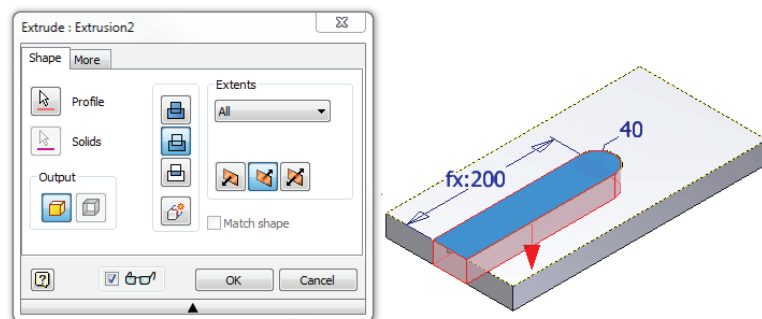 Extrude : Extrusion2
Shape More
Extents
Profile
All
Solids
Output
Match shape
OK Cancel
40
fx:200